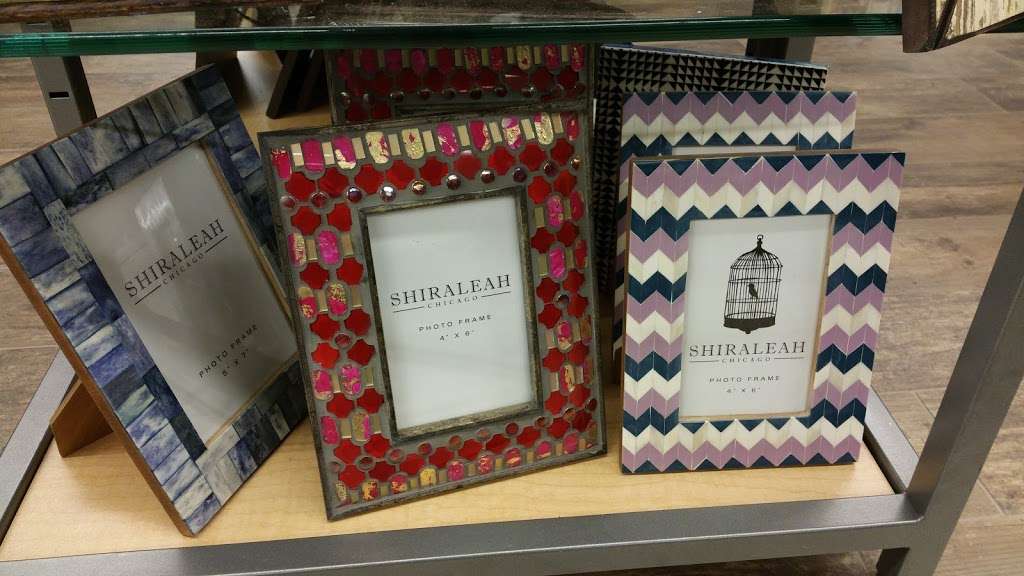 SHIRALEAH
CHICAGO
PHOTO FRAME
5" X 7"
SHIRALEAH
CHICAGO
PHOTO FRAME
4" X 6"
SHIRALEAH
CHICAGO
PHOTO FRAME
4" X 6"